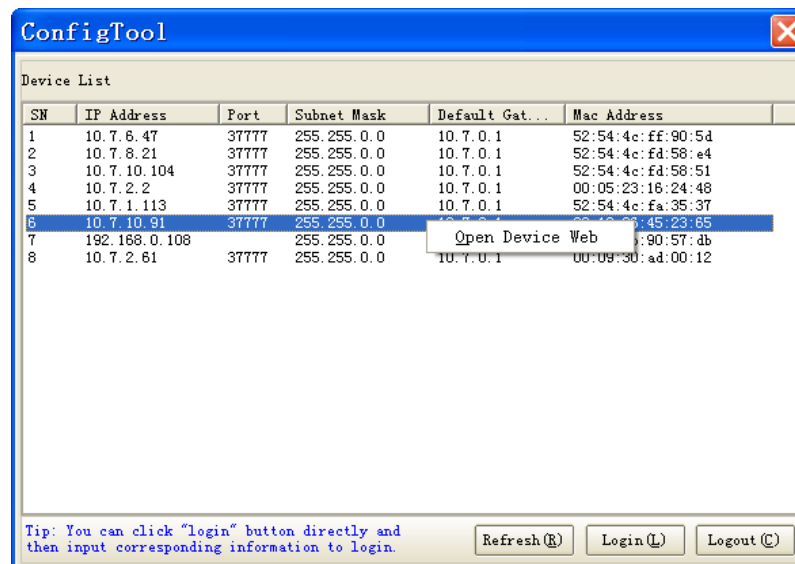 ConfigTool
Device List
SN IP Address Port Subnet Mask Default Gat... Mac Address
1 10.7.6.47 37777 255.255.0.0 10.7.0.1 52:54:4c:ff:90:5d
2 10.7.8.21 37777 255.255.0.0 10.7.0.1 52:54:4c:fd:58:e4
3 10.7.10.104 37777 255.255.0.0 10.7.0.1 52:54:4c:fd:58:51
4 10.7.2.2 37777 255.255.0.0 10.7.0.1 00:05:23:16:24:48
5 10.7.1.113 37777 255.255.0.0 10.7.0.1 52:54:4c:fa:35:37
6 10.7.10.91 37777 255.255.0.0 :45:23:65
Open Device Web
7 192.168.0.108 255.255.0.0 :90:57:db
8 10.7.2.61 37777 255.255.0.0 10.7.0.1 00:09:30:ad:00:12
Tip: You can click "login" button directly and
then input corresponding information to login.
Refresh(R) Login(L) Logout(C)